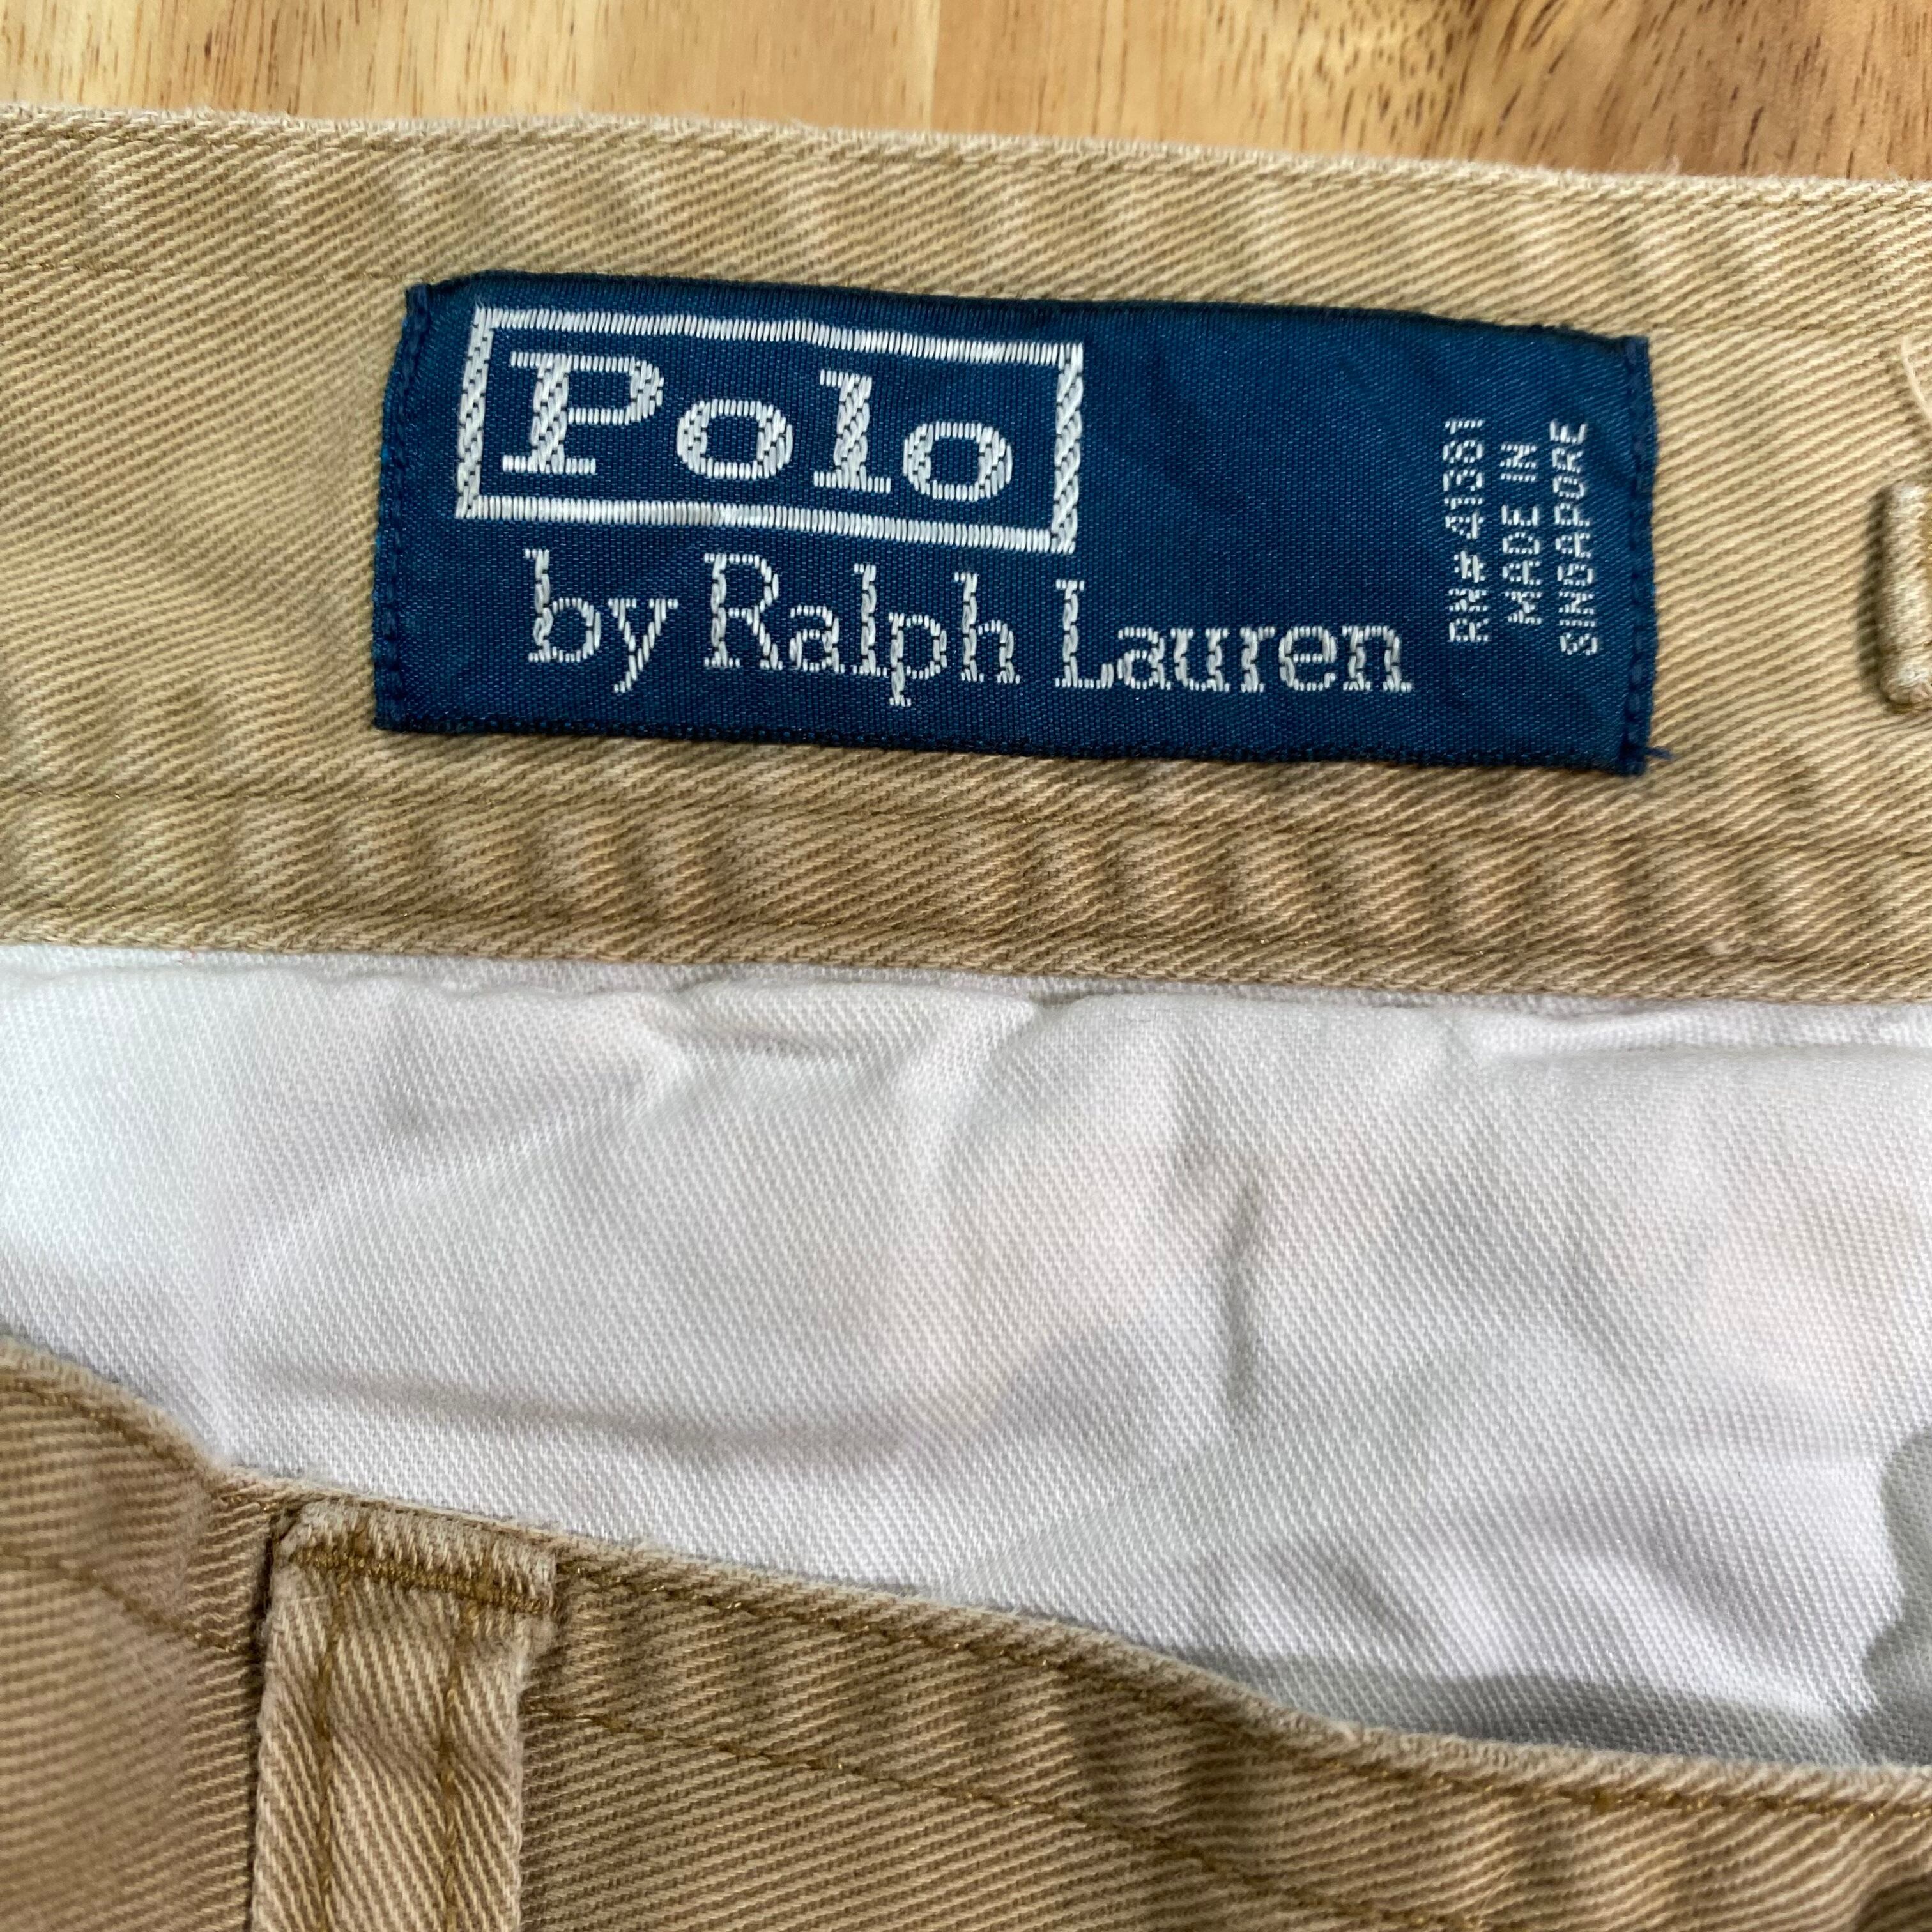 Polo
by Ralph Lauren
RN#41381
MADE IN
SINGAPORE